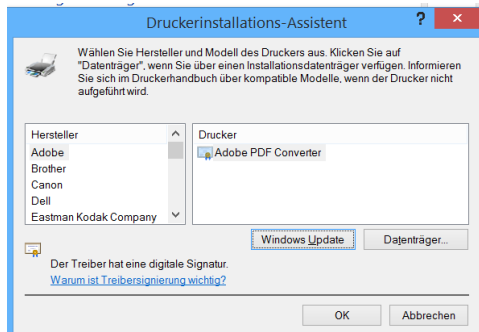 Druckerinstallations-Assistent
Wählen Sie Hersteller und Modell des Druckers aus. Klicken Sie auf
"Datenträger", wenn Sie über einen Installationsdatenträger verfügen. Informieren
Sie sich im Druckerhandbuch über kompatible Modelle, wenn der Drucker nicht
aufgeführt wird.
Hersteller
Adobe
Brother
Canon
Dell
Eastman Kodak Company
Drucker
Adobe PDF Converter
Windows Update
Datenträger...
Der Treiber hat eine digitale Signatur.
Warum ist Treibersignierung wichtig?
OK
Abbrechen